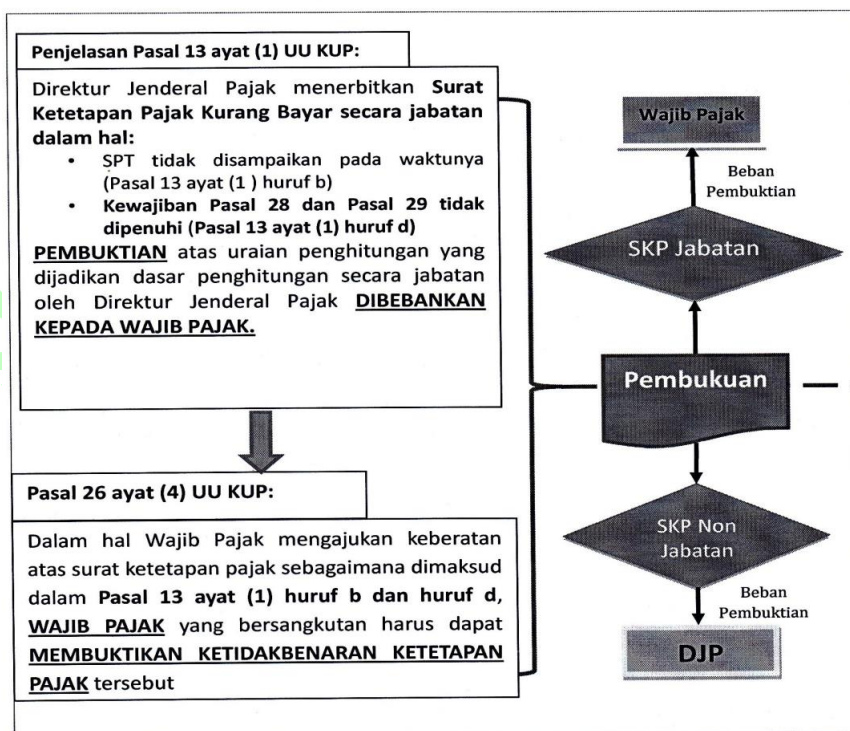 Penjelasan Pasal 13 ayat (1) UU KUP:
Direktur Jenderal Pajak menerbitkan Surat
Ketetapan Pajak Kurang Bayar secara jabatan
dalam hal:
• SPT tidak disampaikan pada waktunya
(Pasal 13 ayat (1 ) huruf b)
• Kewajiban Pasal 28 dan Pasal 29 tidak
dipenuhi (Pasal 13 ayat (1) huruf d)
PEMBUKTIAN atas uraian penghitungan yang
dijadikan dasar penghitungan secara jabatan
oleh Direktur Jenderal Pajak DIBEBANKAN
KEPADA WAJIB PAJAK.
Pasal 26 ayat (4) UU KUP:
Dalam hal Wajib Pajak mengajukan keberatan
atas surat ketetapan pajak sebagaimana dimaksud
dalam Pasal 13 ayat (1) huruf b dan huruf d,
WAJIB PAJAK yang bersangkutan harus dapat
MEMBUKTIKAN KETIDAKBENARAN KETETAPAN
PAJAK tersebut
Wajib Pajak
Beban
Pembuktian
SKP Jabatan
Pembukuan
SKP Non
Jabatan
Beban
Pembuktian
DJP